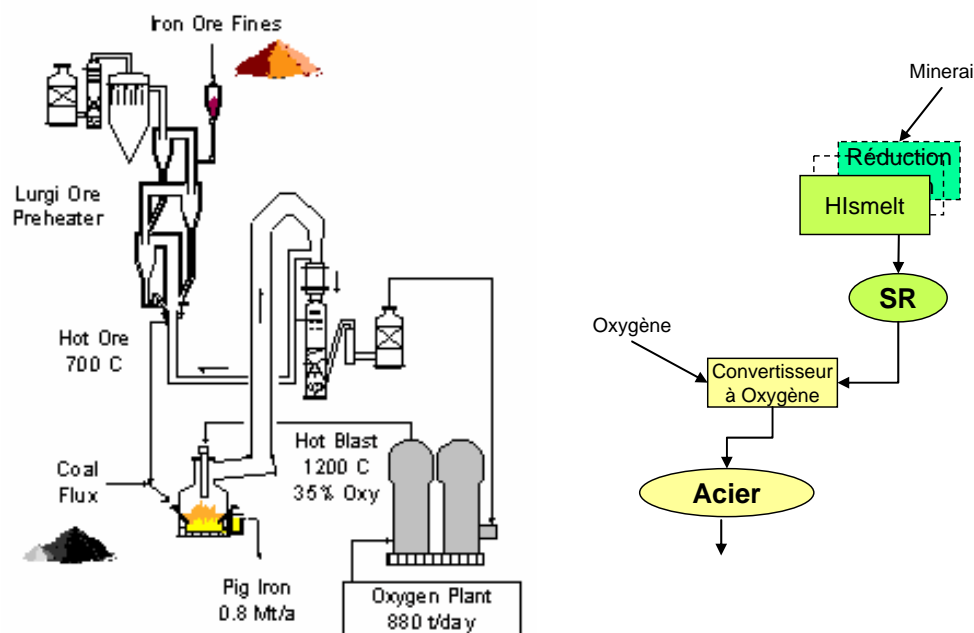 Iron Ore Fines
Lurgi Ore
Preheater
Hot Ore
700 C
Coal
Flux
Hot Blast
1200 C
35% Oxy
Pig Iron
0.8 Mt/a
Oxygen Plant
880 t/day
Minerai
Réduction
HIsmelt
SR
Oxygène
Convertisseur
à Oxygène
Acier